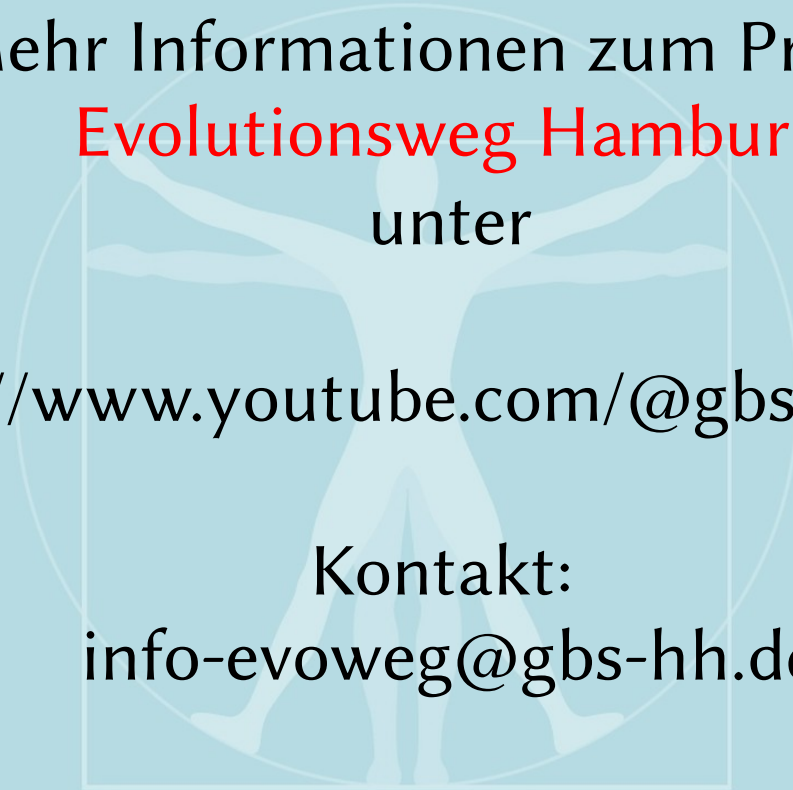 ehr Informationen zum Pr
Evolutionsweg Hambur
unter
//www.youtube.com/@gbs
Kontakt:
info-evoweg@gbs-hh.de